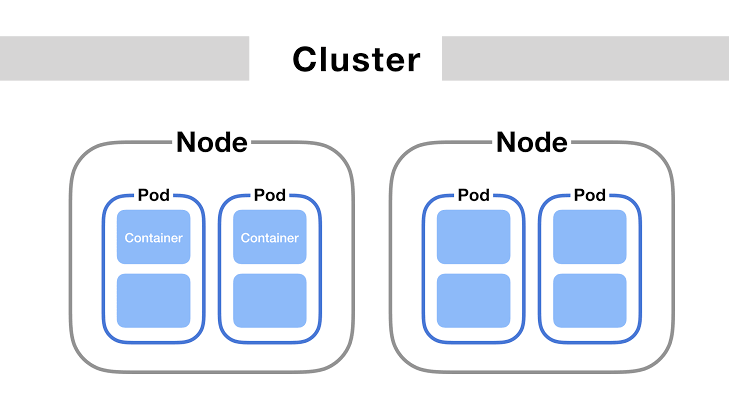 Cluster
Node
Node
Pod
Pod
Pod
Pod
Container
Container